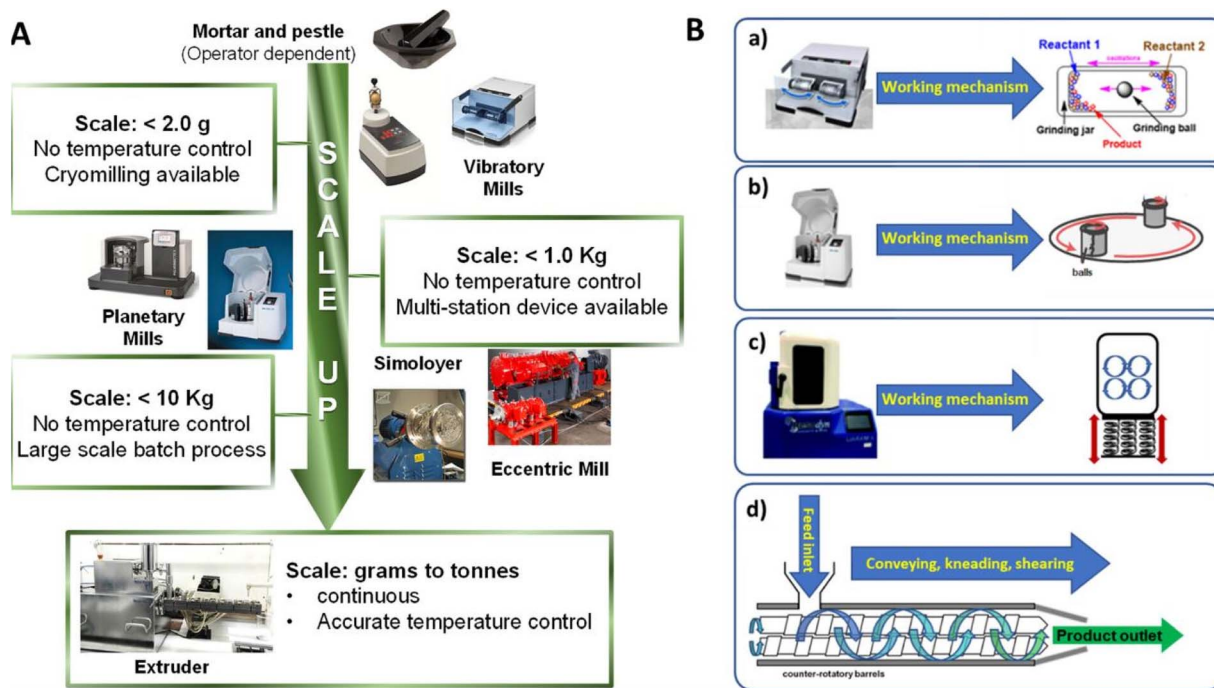 A
Mortar and pestle
(Operator dependent)
Scale: < 2.0 g
No temperature control
Cryomilling available
Vibratory
Mills
SCALE UP
Scale: < 1.0 Kg
No temperature control
Multi-station device available
Planetary
Mills
Simoloyer
Scale: < 10 Kg
No temperature control
Large scale batch process
Eccentric Mill
Scale: grams to tonnes
• continuous
• Accurate temperature control
Extruder
B
a)
Working mechanism
Reactant 1
Reactant 2
oscillations
Grinding jar
Grinding ball
Product
b)
Working mechanism
balls
c)
Working mechanism
d)
Feed inlet
Conveying, kneading, shearing
Product outlet
counter-rotatory barrels